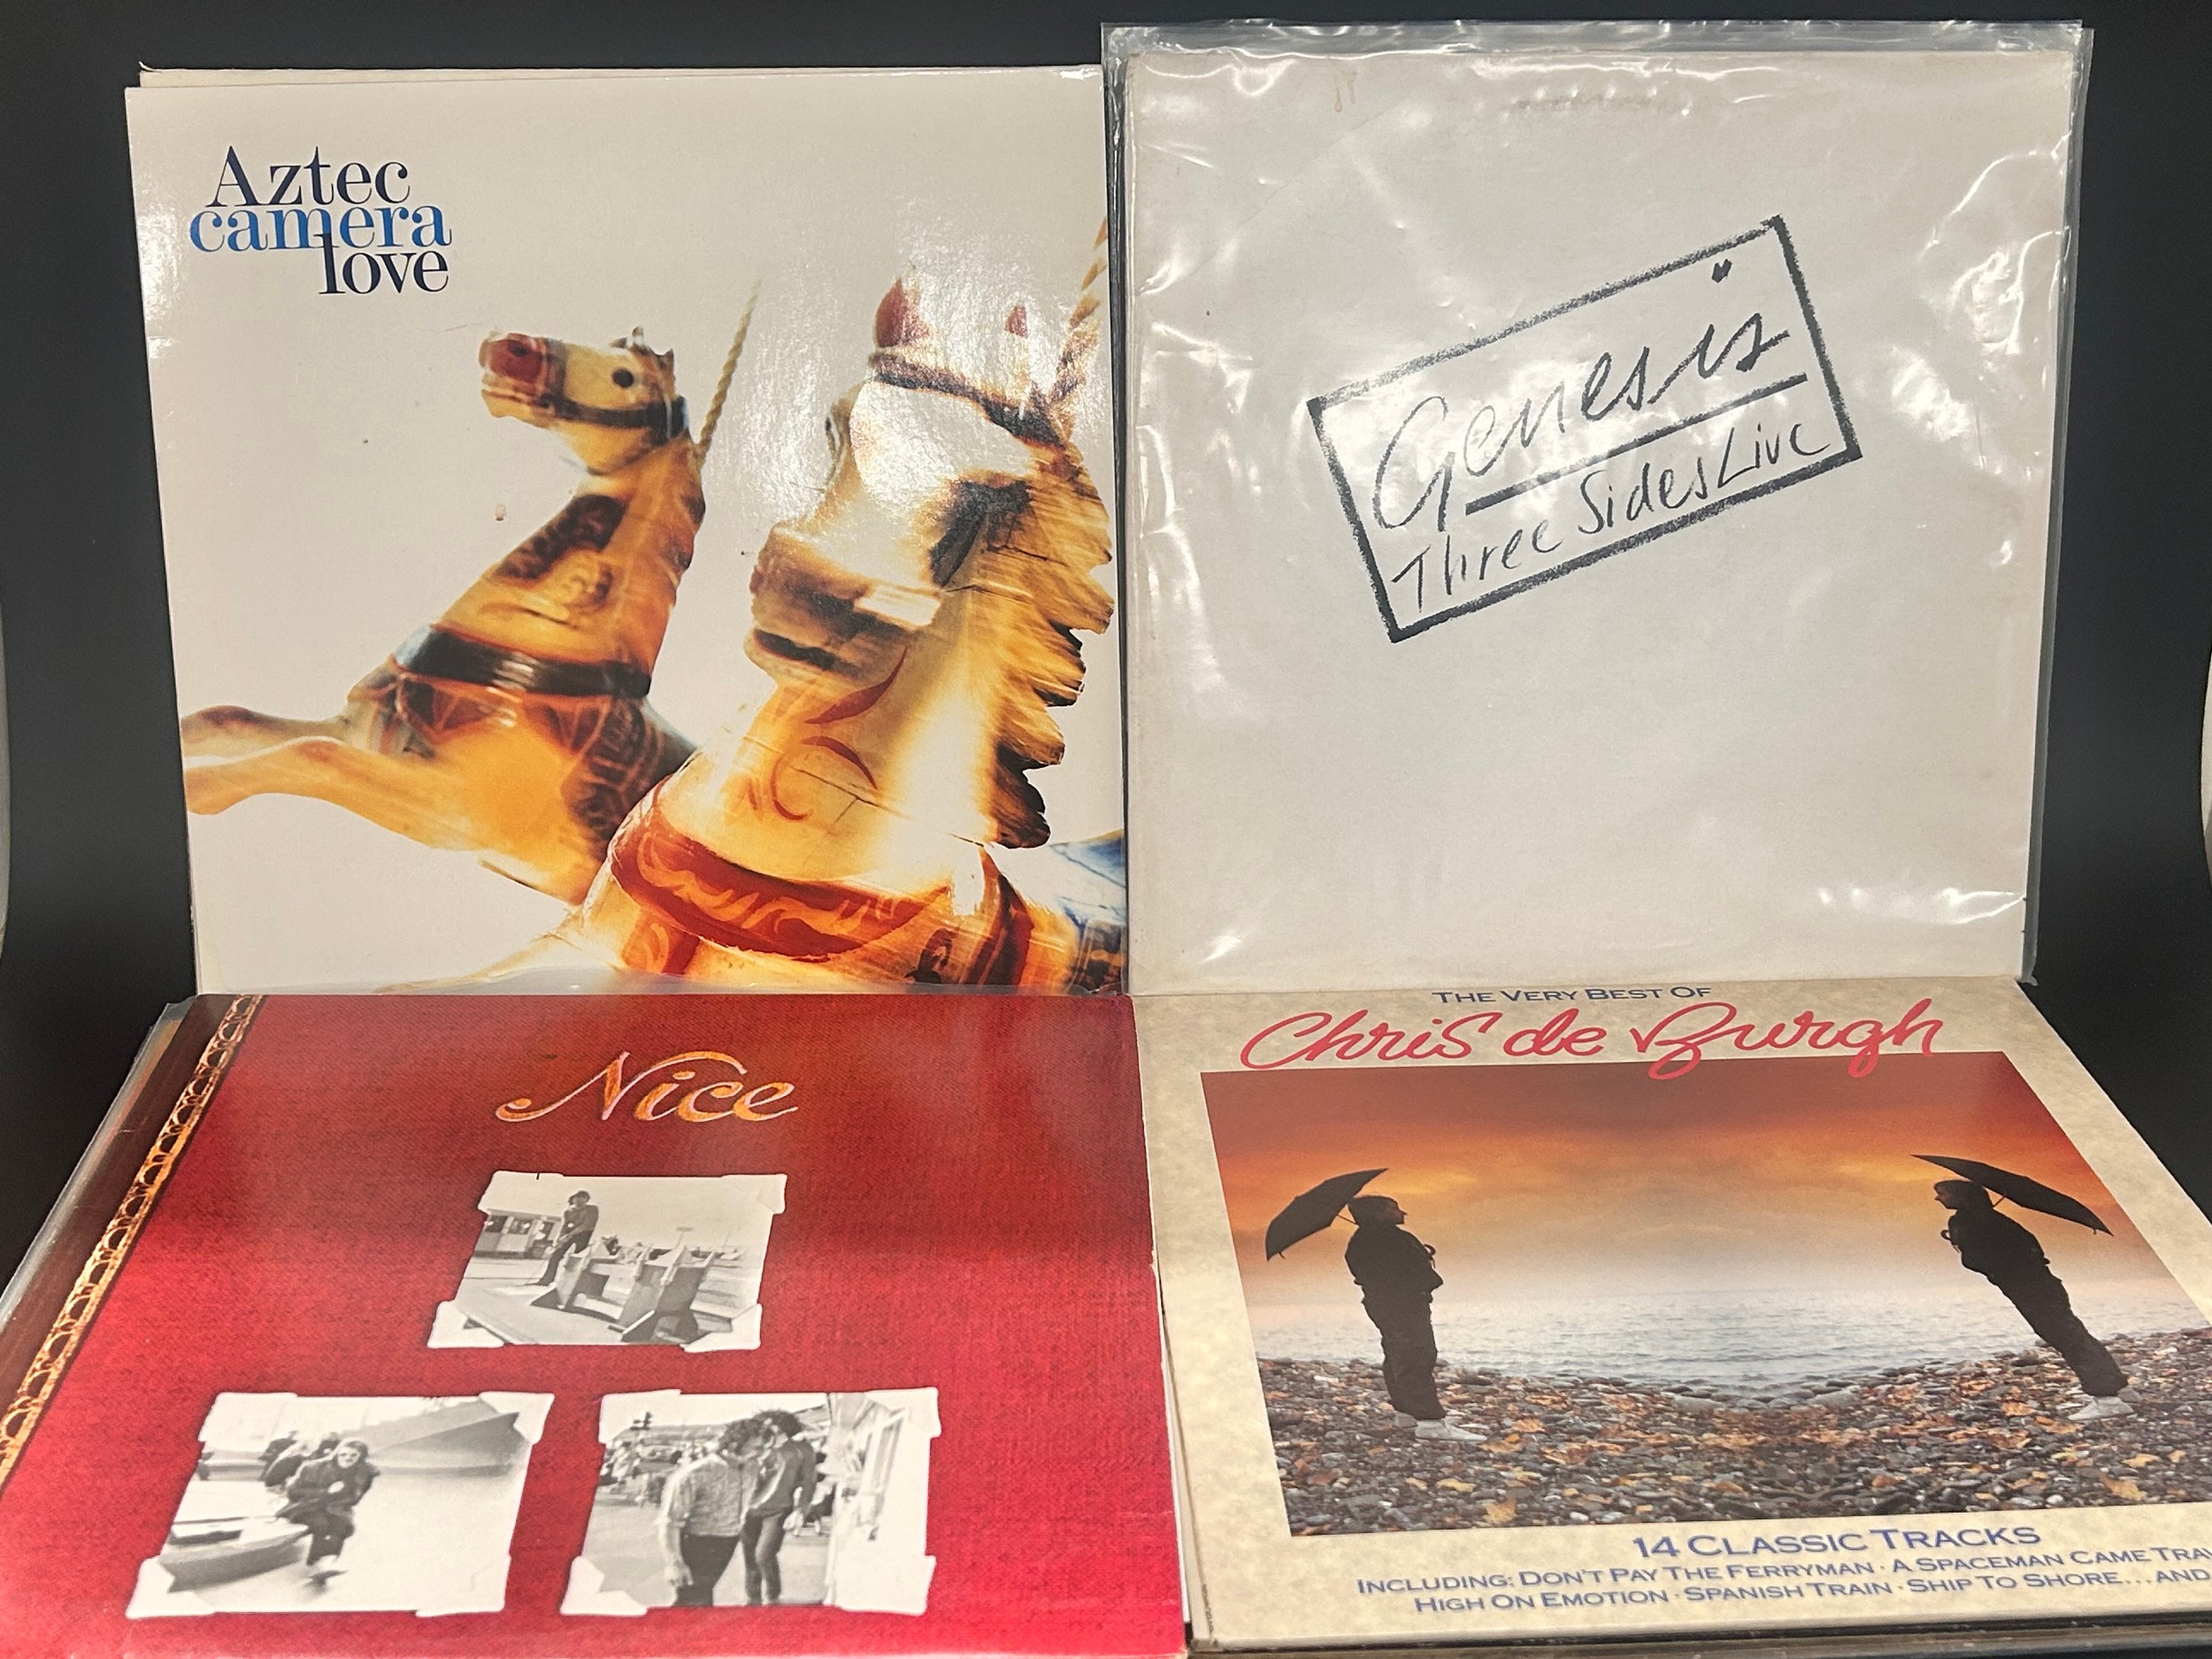 Aztec
camera
love
Genesis
Three Sides Live
Nice
THE VERY BEST OF
Chris de Burgh
14 CLASSIC TRACKS
INCLUDING: DON'T PAY THE FERRYMAN · A SPACEMAN CAME TRAV
HIGH ON EMOTION · SPANISH TRAIN · SHIP TO SHORE...AND